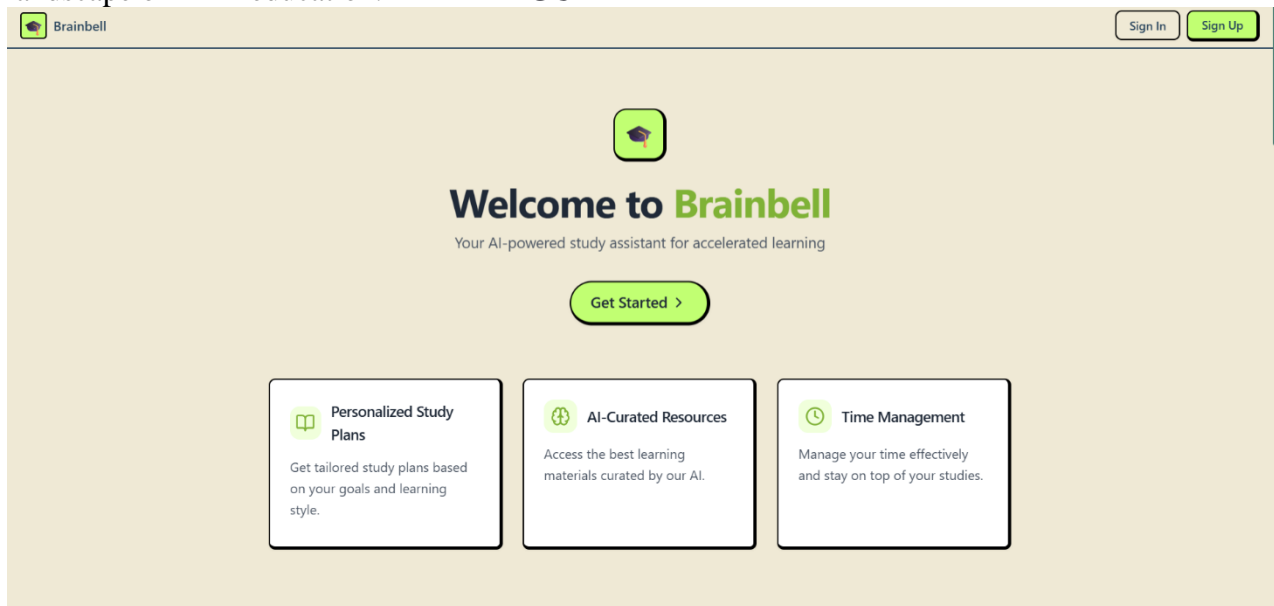 Brainbell
Sign In
Sign Up
Welcome to Brainbell
Your AI-powered study assistant for accelerated learning
Get Started >
Personalized Study
Plans
Get tailored study plans based
on your goals and learning
style.
AI-Curated Resources
Access the best learning
materials curated by our AI.
Time Management
Manage your time effectively
and stay on top of your studies.